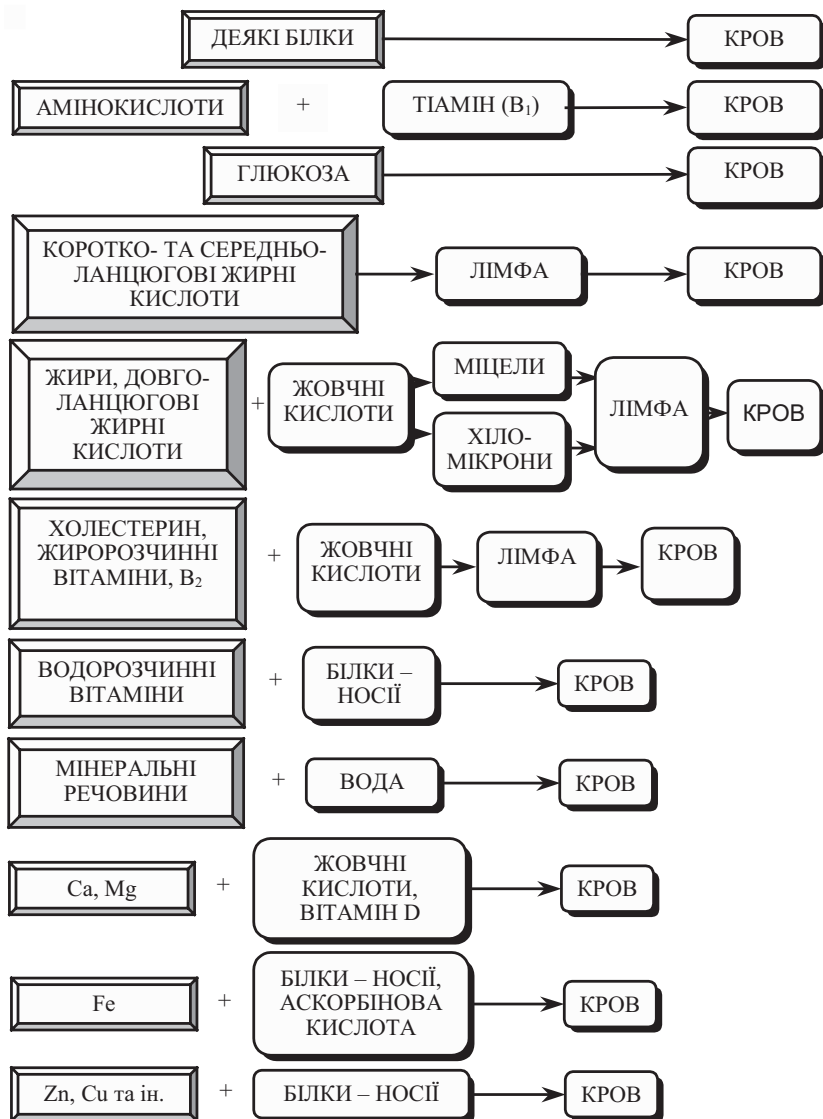 ДЕЯКІ БІЛКИ КРОВ
АМІНОКИСЛОТИ + ТІАМІН (В₁) КРОВ
ГЛЮКОЗА КРОВ
КОРОТКО- ТА СЕРЕДНЬО-
ЛАНЦЮГОВІ ЖИРНІ
КИСЛОТИ
ЛІМФА
КРОВ
ЖИРИ, ДОВГО-
ЛАНЦЮГОВІ
ЖИРНІ
КИСЛОТИ
+
ЖОВЧНІ
КИСЛОТИ
МІЦЕЛИ
ХІЛО-
МІКРОНИ
ЛІМФА
КРОВ
ХОЛЕСТЕРИН,
ЖИРОРОЗЧИННІ
ВІТАМІНИ, В₂
+
ЖОВЧНІ
КИСЛОТИ
ЛІМФА
КРОВ
ВОДОРОЗЧИННІ
ВІТАМІНИ
+
БІЛКИ –
НОСІЇ
КРОВ
МІНЕРАЛЬНІ
РЕЧОВИНИ
+
ВОДА
КРОВ
Ca, Mg
+
ЖОВЧНІ
КИСЛОТИ,
ВІТАМІН D
КРОВ
Fe
+
БІЛКИ – НОСІЇ,
АСКОРБІНОВА
КИСЛОТА
КРОВ
Zn, Cu та ін. + БІЛКИ – НОСІЇ КРОВ